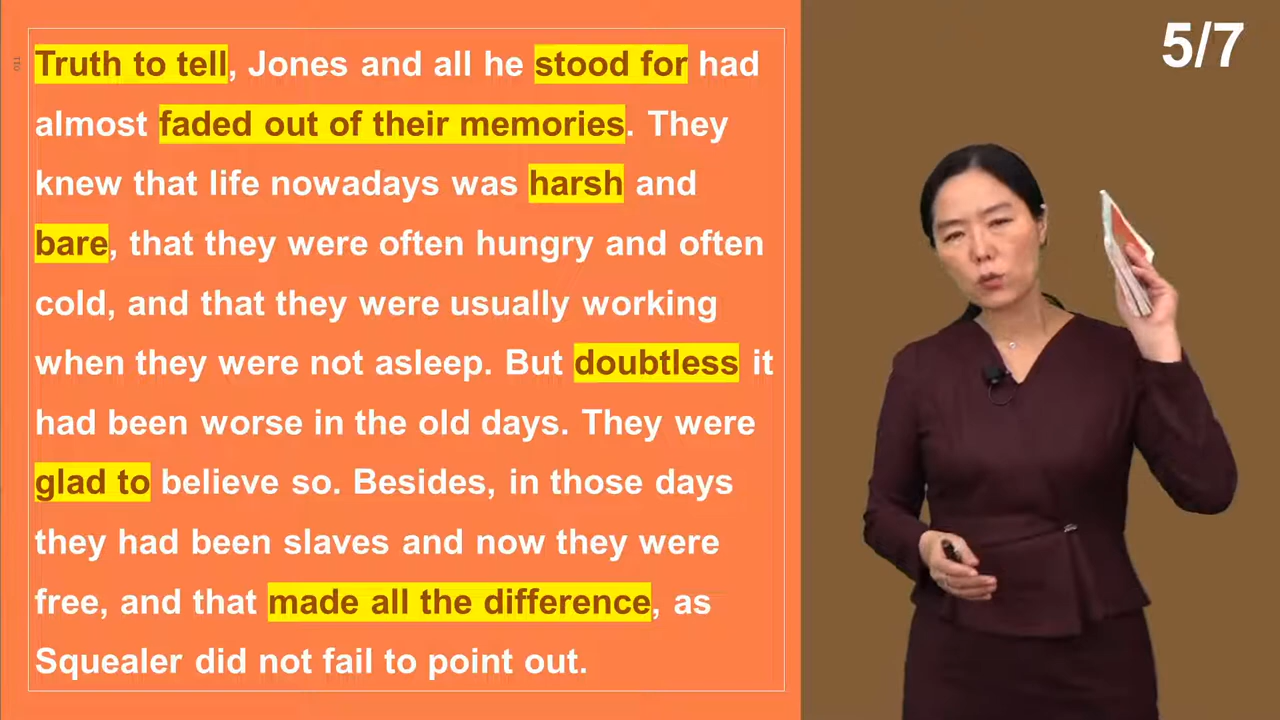 5/7
Truth to tell, Jones and all he stood for had
almost faded out of their memories. They
knew that life nowadays was harsh and
bare, that they were often hungry and often
cold, and that they were usually working
when they were not asleep. But doubtless it
had been worse in the old days. They were
glad to believe so. Besides, in those days
they had been slaves and now they were
free, and that made all the difference, as
Squealer did not fail to point out.